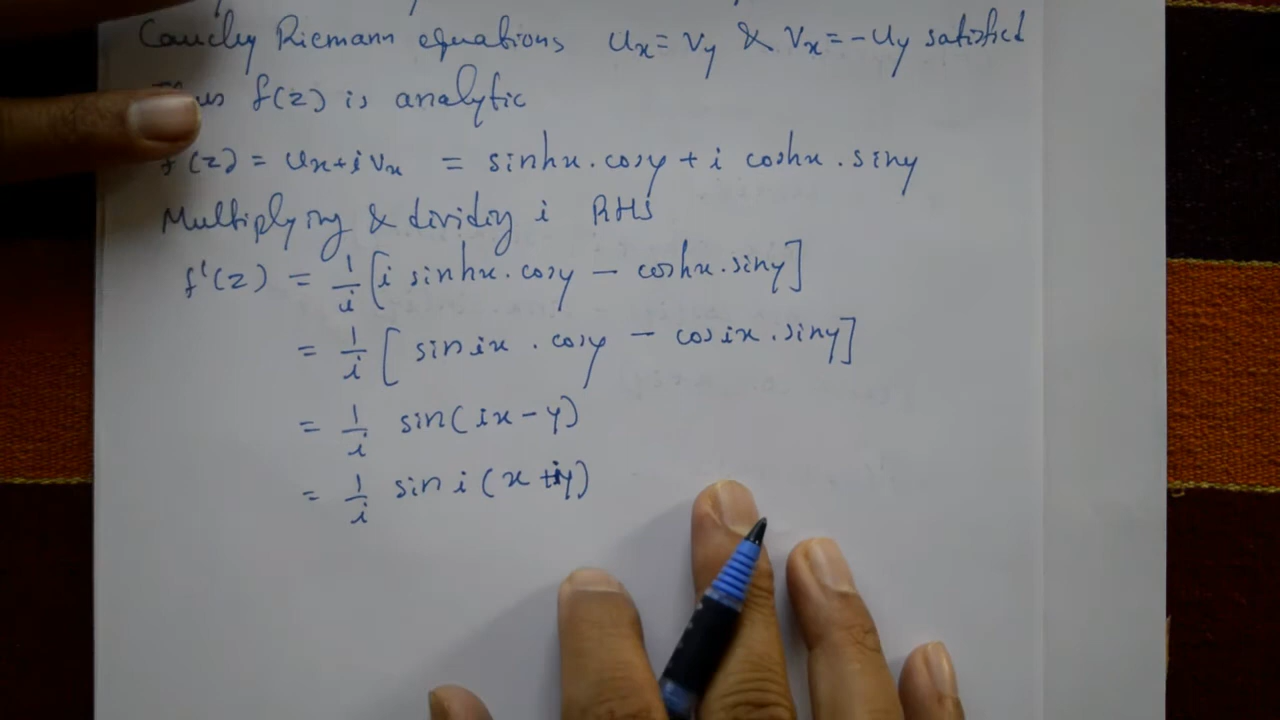 Cauchy Riemann equations ux = vy & vx = -uy satisfied
f(z) is analytic
f'(z) = ux + i vx = sinhx . cosy + i coshx . siny
Multiplying & dividing i RHS
f'(z) = 1/i [i sinhx . cosy - coshx . siny]
= 1/i [sin ix . cosy - cos ix . siny]
= 1/i sin(ix - y)
= 1/i sin i (x + iy)